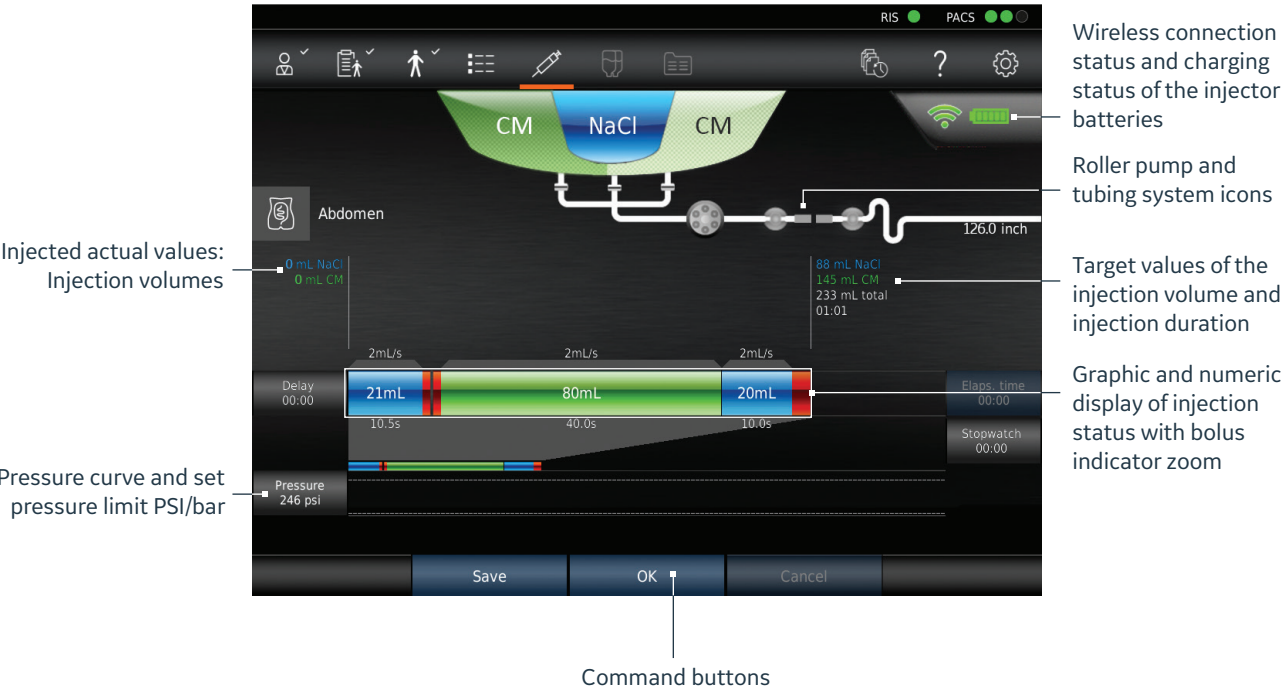 RIS PACS
CM NaCl CM
Abdomen
126.0 inch
0 mL NaCl
0 mL CM
88 mL NaCl
145 mL CM
233 mL total
01:01
2mL/s 2mL/s 2mL/s
Delay
00:00
21mL 80mL 20mL
Elaps. time
00:00
10.5s 40.0s 10.0s
Stopwatch
00:00
Pressure
246 psi
Save OK Cancel
Injected actual values:
Injection volumes
Pressure curve and set
pressure limit PSI/bar
Wireless connection
status and charging
status of the injector
batteries
Roller pump and
tubing system icons
Target values of the
injection volume and
injection duration
Graphic and numeric
display of injection
status with bolus
indicator zoom
Command buttons